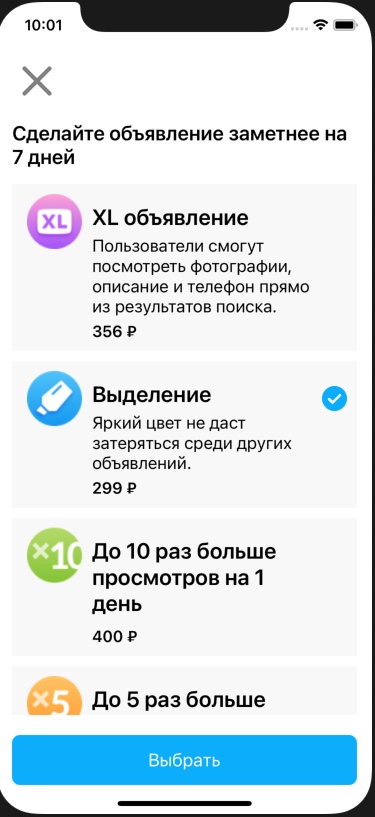 10:01
Сделайте объявление заметнее на
7 дней
XL
XL объявление
Пользователи смогут
посмотреть фотографии,
описание и телефон прямо
из результатов поиска.
356 ₽
Выделение
Яркий цвет не даст
затеряться среди других
объявлений.
299 ₽
×10
До 10 раз больше
просмотров на 1
день
400 ₽
×5
До 5 раз больше
Выбрать